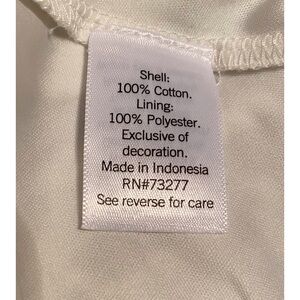 Shell:
100% Cotton.
Lining:
100% Polyester.
Exclusive of
decoration.
Made in Indonesia
RN#73277
See reverse for care